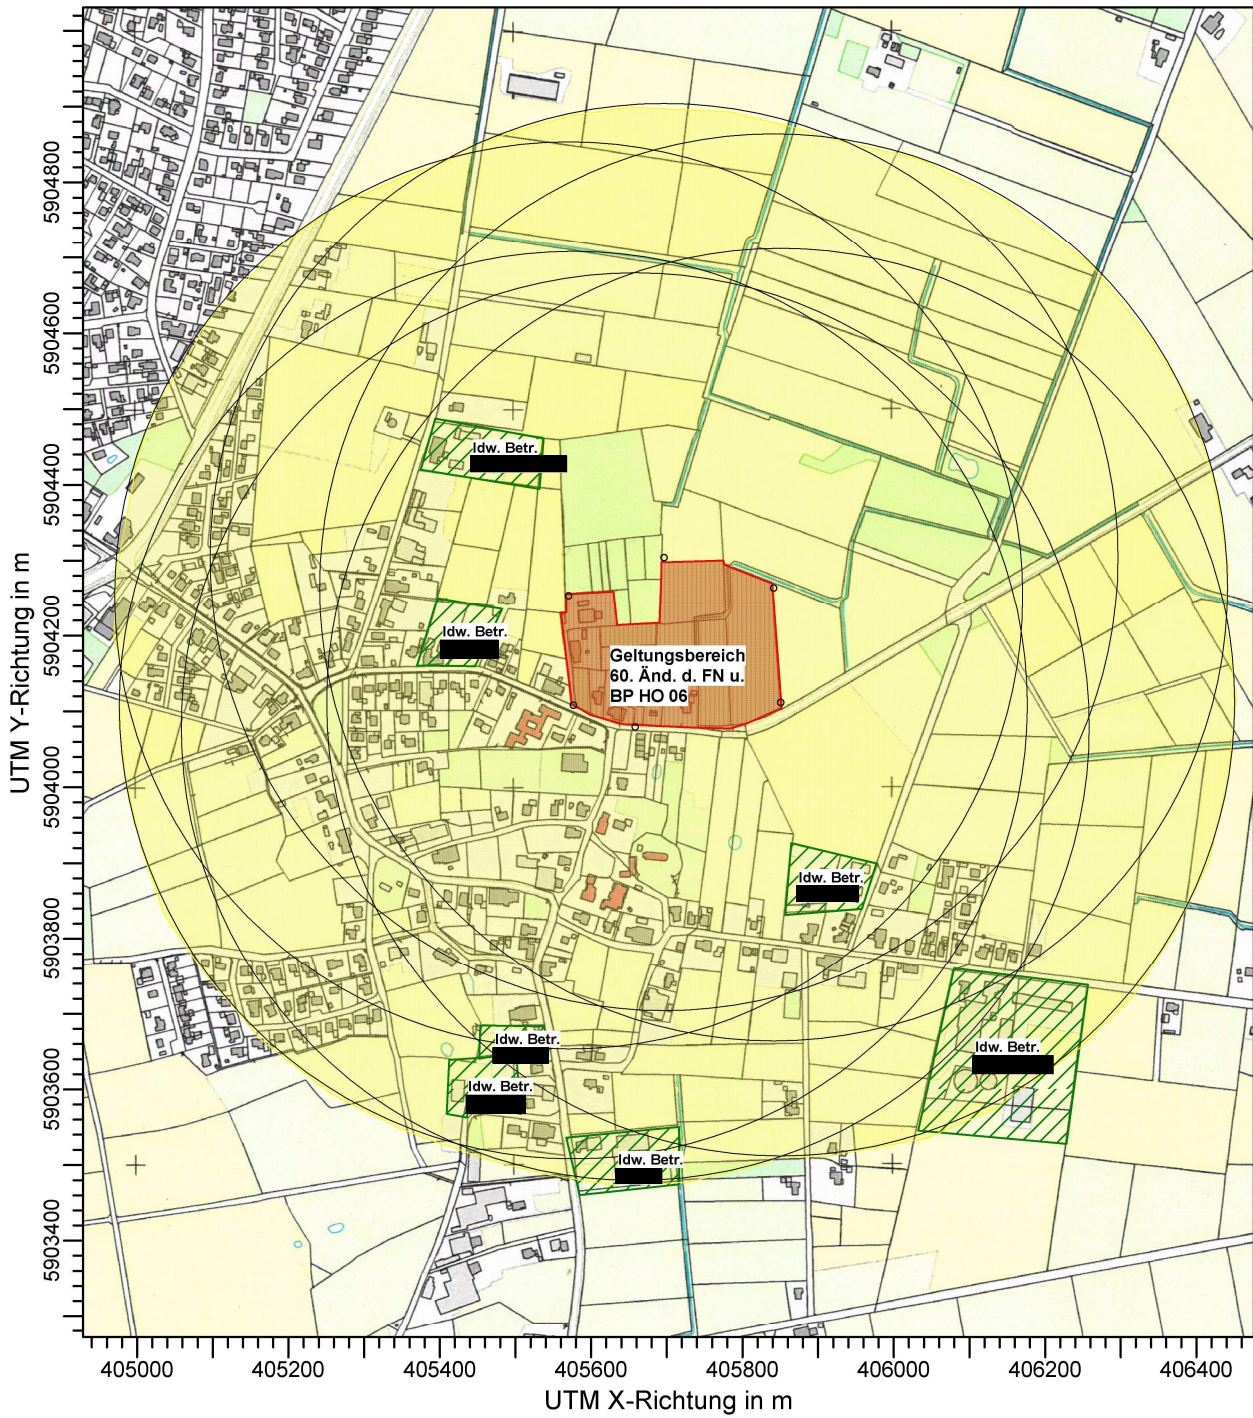 UTM Y-Richtung in m
5904800
5904600
5904400
5904200
5904000
5903800
5903600
5903400
ldw. Betr.
ldw. Betr.
Geltungsbereich
60. Änd. d. FN u.
BP HO 06
ldw. Betr.
ldw. Betr.
ldw. Betr.
ldw. Betr.
ldw. Betr.
405000
405200
405400
405600
405800
406000
406200
406400
UTM X-Richtung in m